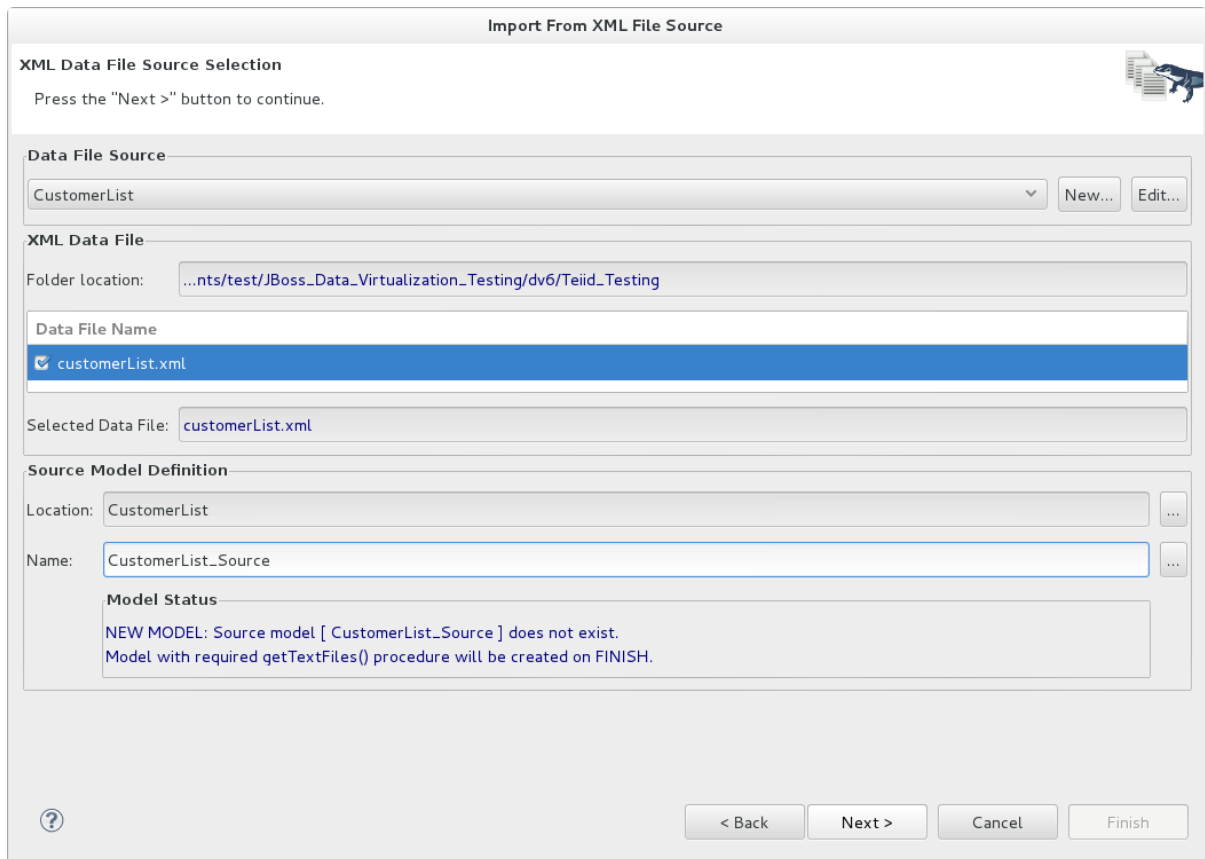 Import From XML File Source
XML Data File Source Selection
Press the "Next >" button to continue.
Data File Source
CustomerList New... Edit...
XML Data File
Folder location: ...nts/test/JBoss_Data_Virtualization_Testing/dv6/Teiid_Testing
Data File Name
customerList.xml
Selected Data File: customerList.xml
Source Model Definition
Location: CustomerList ...
Name: CustomerList_Source ...
Model Status
NEW MODEL: Source model [ CustomerList_Source ] does not exist.
Model with required getTextFiles() procedure will be created on FINISH.
? < Back Next > Cancel Finish